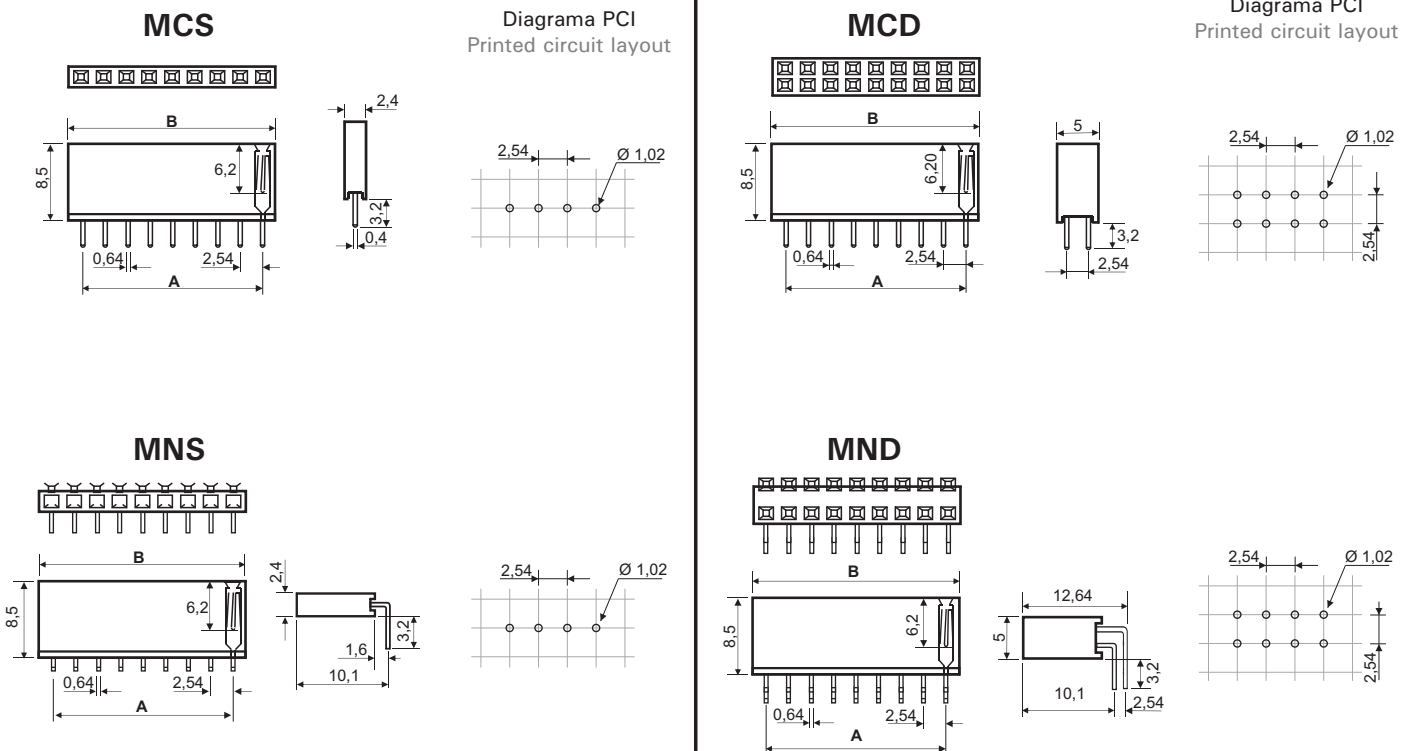 MCS
Diagrama PCI
Printed circuit layout
B
8,5
6,2
2,4
3,2
0,4
0,64
2,54
A
2,54
Ø 1,02
MCD
Diagrama PCI
Printed circuit layout
B
8,5
6,20
5
3,2
2,54
0,64
2,54
A
2,54
Ø 1,02
2,54
MNS
B
8,5
6,2
2,4
3,2
1,6
10,1
0,64
2,54
A
2,54
Ø 1,02
MND
B
8,5
6,2
12,64
5
3,2
10,1
2,54
0,64
2,54
A
2,54
Ø 1,02
2,54